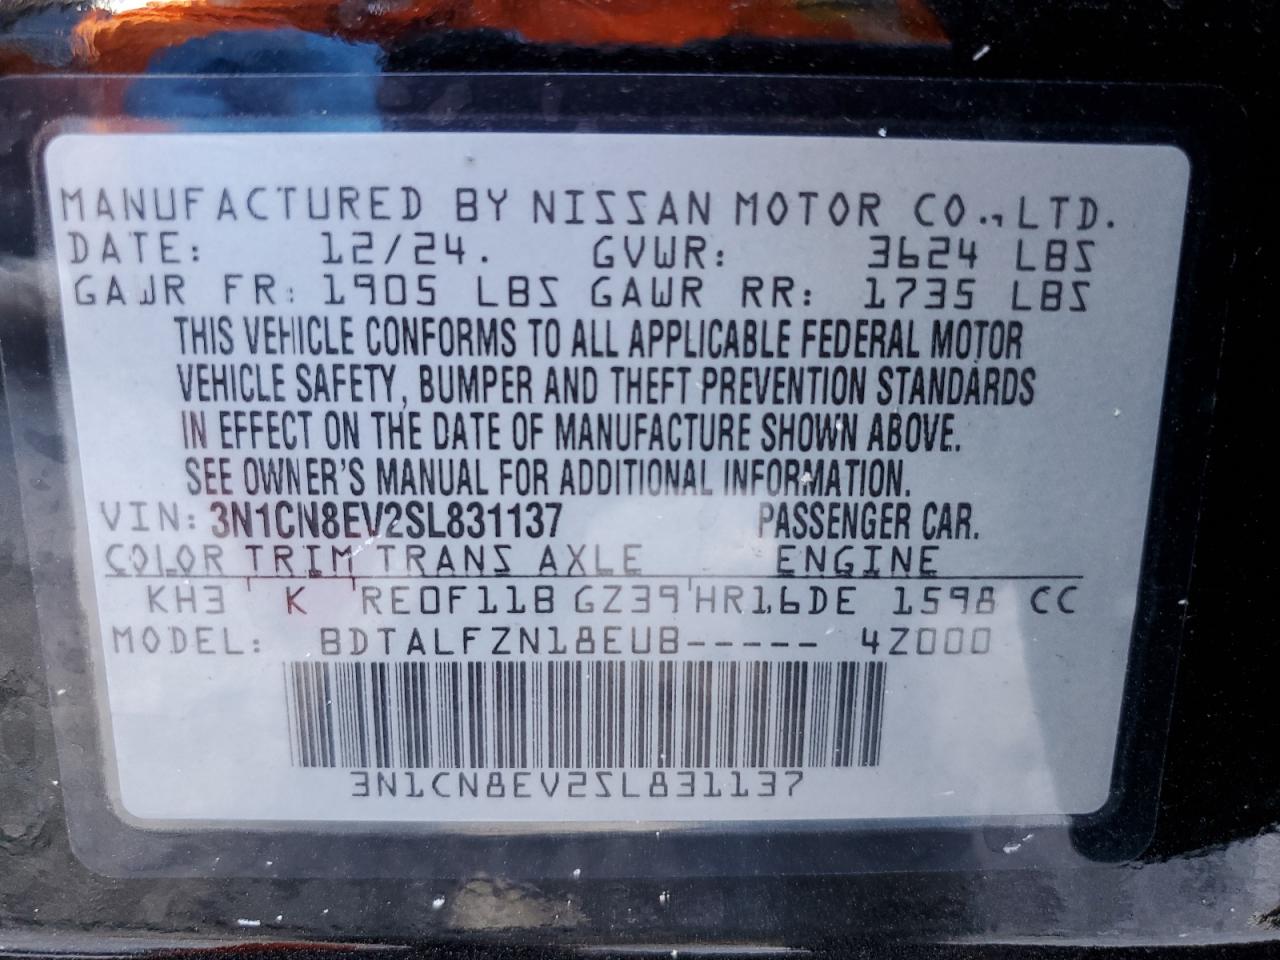 MANUFACTURED BY NISSAN MOTOR CO., LTD.
DATE: 12/24. GVWR: 3624 LBS
GAWR FR: 1905 LBS GAWR RR: 1735 LBS
THIS VEHICLE CONFORMS TO ALL APPLICABLE FEDERAL MOTOR
VEHICLE SAFETY, BUMPER AND THEFT PREVENTION STANDARDS
IN EFFECT ON THE DATE OF MANUFACTURE SHOWN ABOVE.
SEE OWNER'S MANUAL FOR ADDITIONAL INFORMATION.
VIN: 3N1CN8EV2SL831137 PASSENGER CAR.
COLOR TRIM TRANS AXLE ENGINE
KH3 K RE0F11B GZ39 HR16DE 1598 CC
MODEL: BDTALFZN18EUB----- 4Z000
3N1CN8EV2SL831137